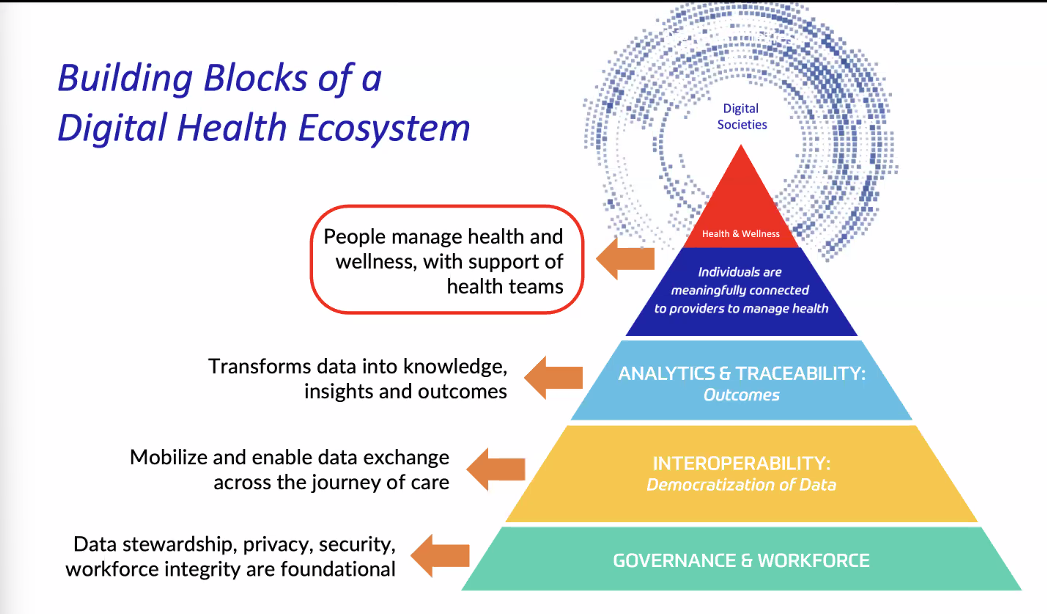 Building Blocks of a
Digital Health Ecosystem
Digital
Societies
Health & Wellness
People manage health and
wellness, with support of
health teams
Individuals are
meaningfully connected
to providers to manage health
Transforms data into knowledge,
insights and outcomes
ANALYTICS & TRACEABILITY:
Outcomes
Mobilize and enable data exchange
across the journey of care
INTEROPERABILITY:
Democratization of Data
Data stewardship, privacy, security,
workforce integrity are foundational
GOVERNANCE & WORKFORCE